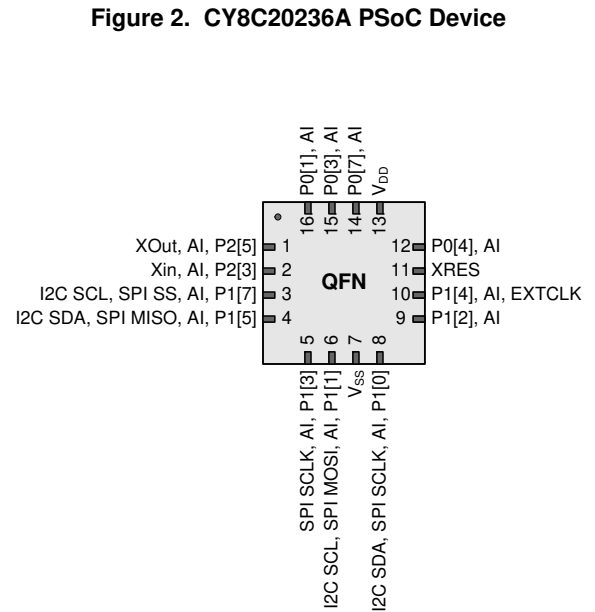 Figure 2. CY8C20236A PSoC Device
P0[1], AI
P0[3], AI
P0[7], AI
VDD
16
15
14
13
XOut, AI, P2[5] 1
Xin, AI, P2[3] 2
I2C SCL, SPI SS, AI, P1[7] 3
I2C SDA, SPI MISO, AI, P1[5] 4
QFN
12 P0[4], AI
11 XRES
10 P1[4], AI, EXTCLK
9 P1[2], AI
5
6
7
8
SPI SCLK, AI, P1[3]
I2C SCL, SPI MOSI, AI, P1[1]
VSS
I2C SDA, SPI SCLK, AI, P1[0]